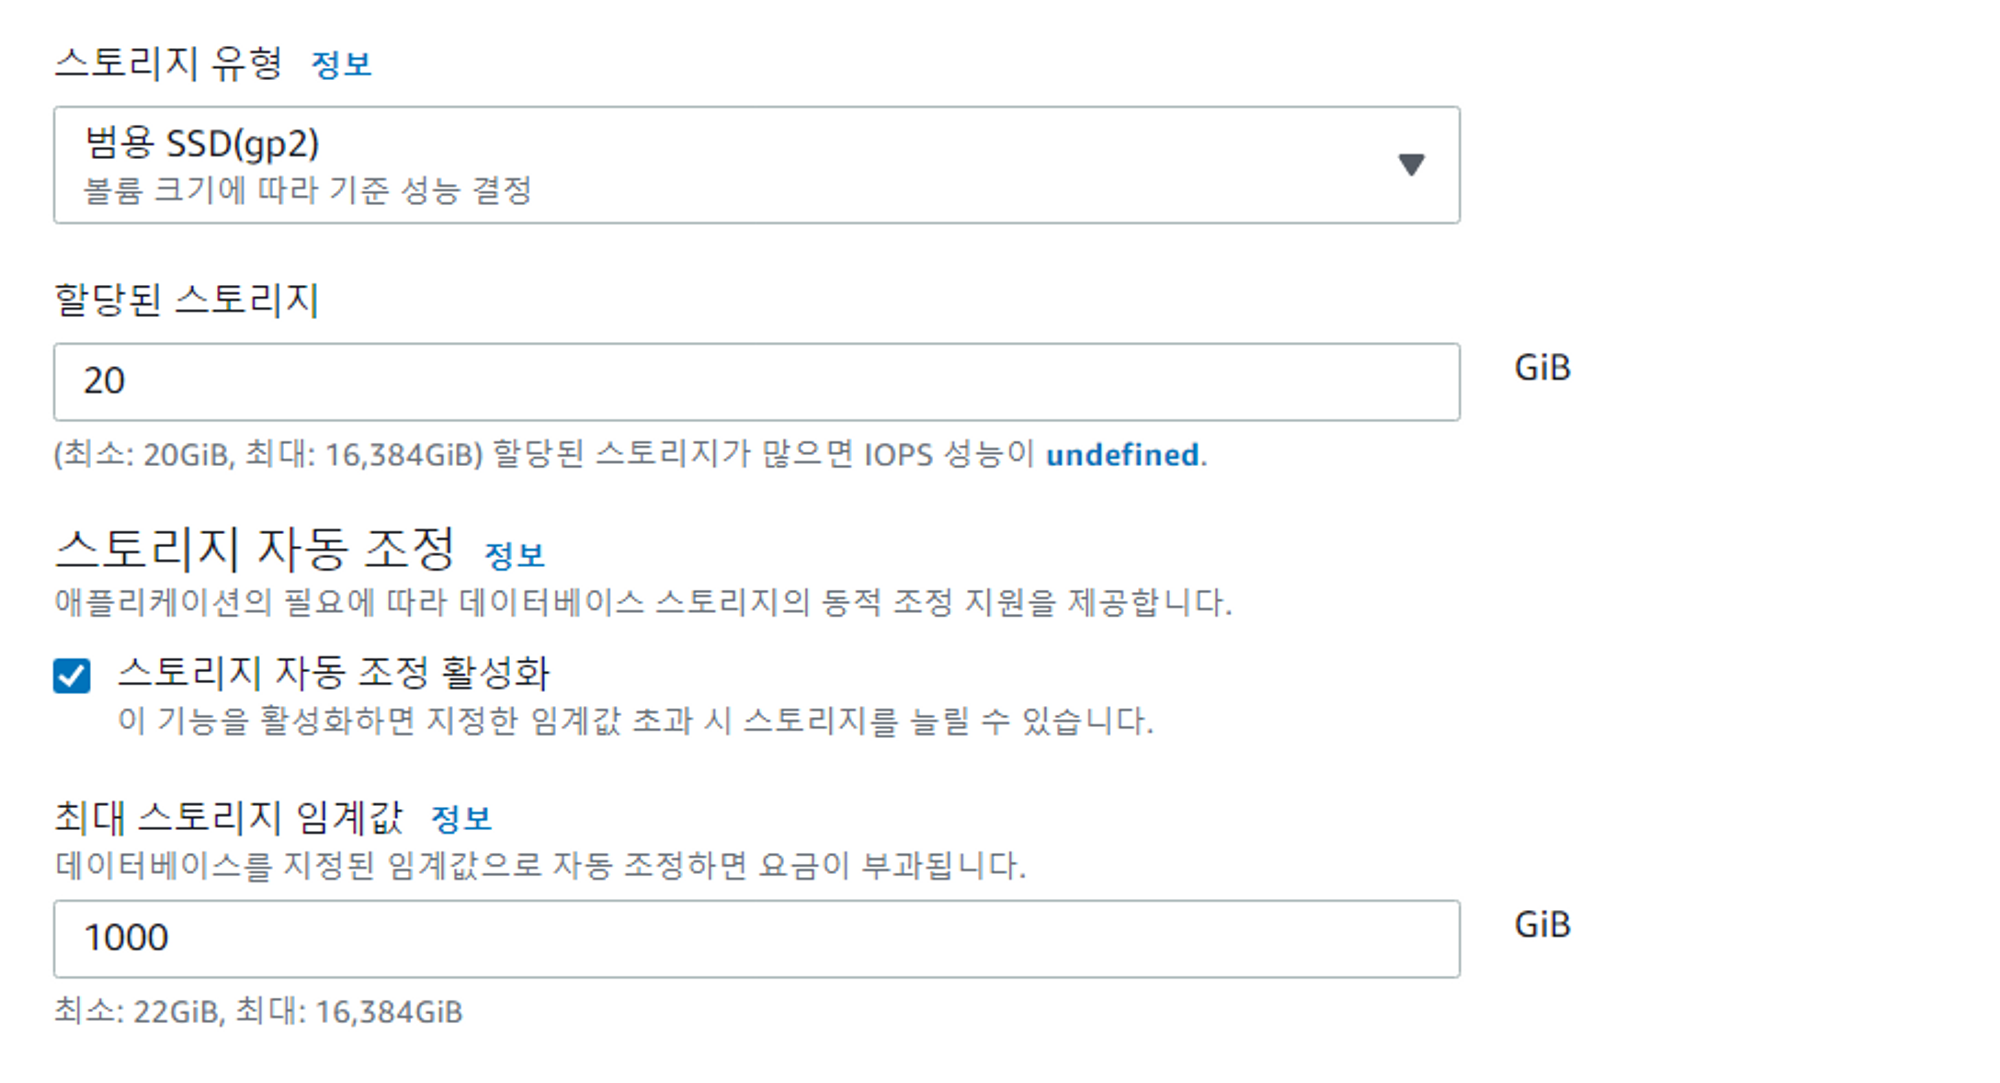 스토리지 유형 정보
범용 SSD(gp2)
볼륨 크기에 따라 기준 성능 결정
할당된 스토리지
20
GiB
(최소: 20GiB, 최대: 16,384GiB) 할당된 스토리지가 많으면 IOPS 성능이 undefined.
스토리지 자동 조정 정보
애플리케이션의 필요에 따라 데이터베이스 스토리지의 동적 조정 지원을 제공합니다.
스토리지 자동 조정 활성화
이 기능을 활성화하면 지정한 임계값 초과 시 스토리지를 늘릴 수 있습니다.
최대 스토리지 임계값 정보
데이터베이스를 지정된 임계값으로 자동 조정하면 요금이 부과됩니다.
1000
GiB
최소: 22GiB, 최대: 16,384GiB